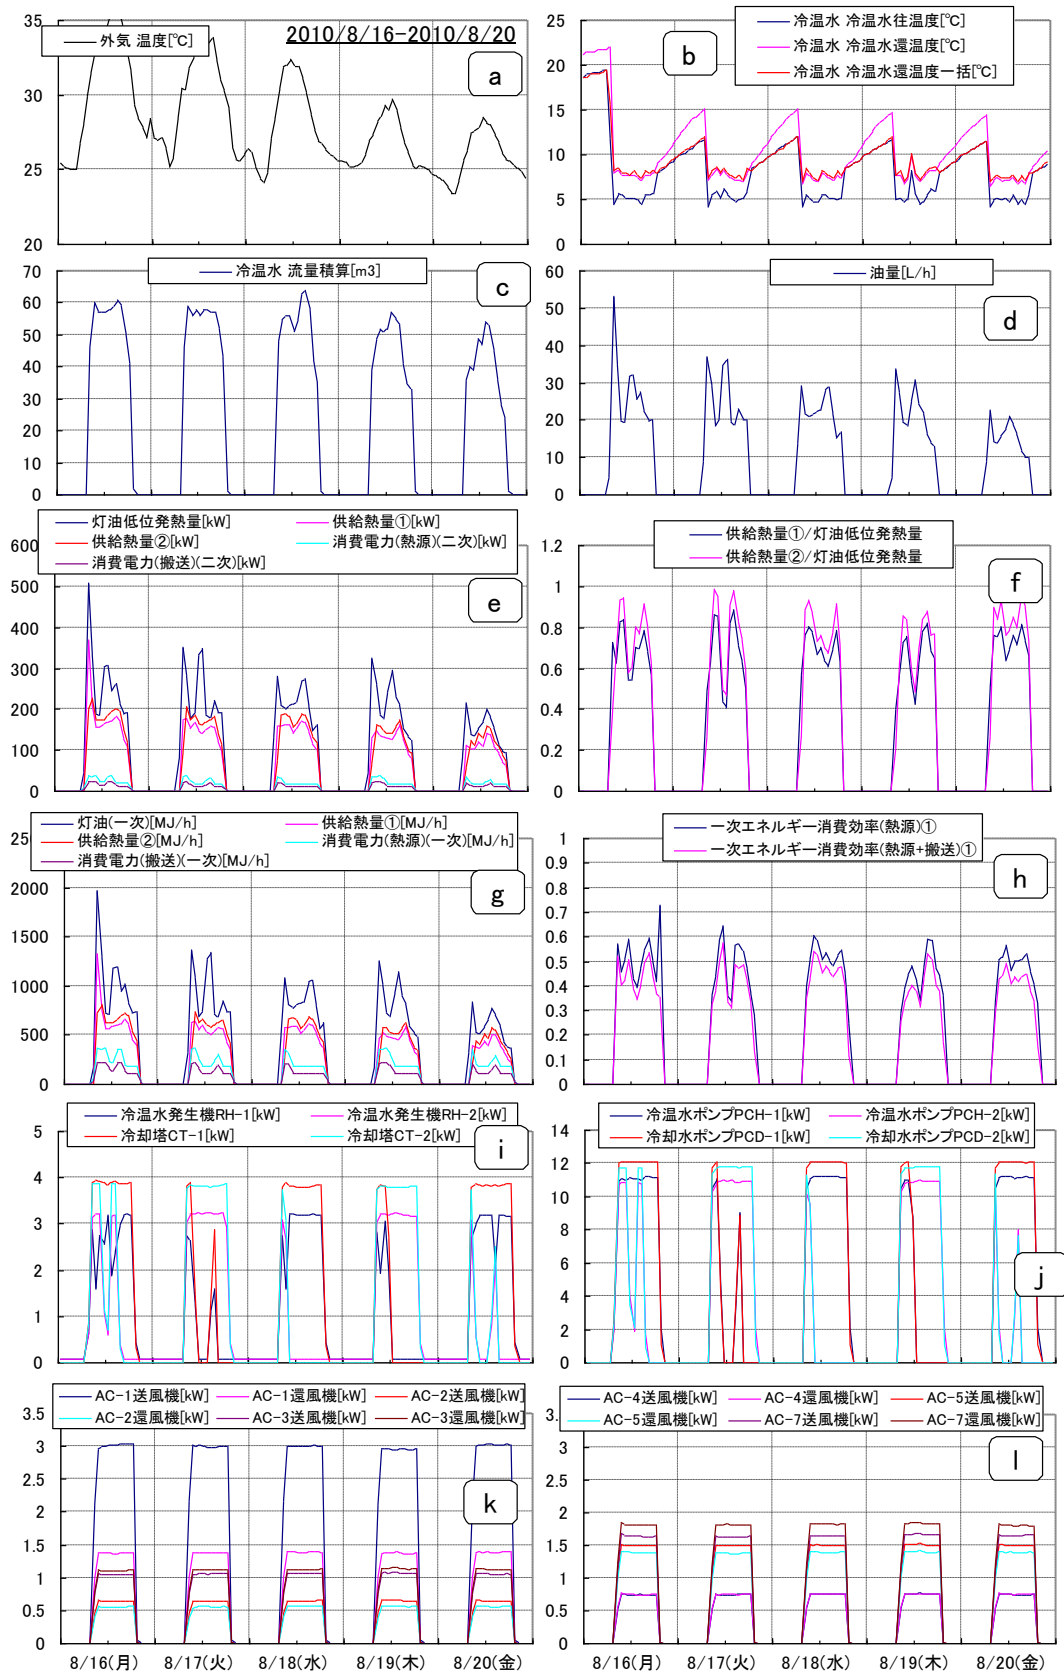 2010/8/16-2010/8/20
外気 温度[℃]
a
35
30
25
20
冷温水 冷温水往温度[℃]
冷温水 冷温水還温度[℃]
冷温水 冷温水還温度一括[℃]
b
25
20
15
10
5
0
冷温水 流量積算[m3]
c
70
60
50
40
30
20
10
0
油量[L/h]
d
60
50
40
30
20
10
0
灯油低位発熱量[kW] 供給熱量①[kW]
供給熱量②[kW] 消費電力(熱源)(二次)[kW]
消費電力(搬送)(二次)[kW]
e
600
500
400
300
200
100
0
供給熱量①/灯油低位発熱量
供給熱量②/灯油低位発熱量
f
1.2
1
0.8
0.6
0.4
0.2
0
灯油(一次)[MJ/h] 供給熱量①[MJ/h]
供給熱量②[MJ/h] 消費電力(熱源)(一次)[MJ/h]
消費電力(搬送)(一次)[MJ/h]
g
25
2000
1500
1000
500
0
一次エネルギー消費効率(熱源)①
一次エネルギー消費効率(熱源+搬送)①
h
1
0.9
0.8
0.7
0.6
0.5
0.4
0.3
0.2
0.1
0
冷温水発生機RH-1[kW] 冷温水発生機RH-2[kW]
冷却塔CT-1[kW] 冷却塔CT-2[kW]
i
5
4
3
2
1
0
冷温水ポンプPCH-1[kW] 冷温水ポンプPCH-2[kW]
冷却水ポンプPCD-1[kW] 冷却水ポンプPCD-2[kW]
j
14
12
10
8
6
4
2
0
AC-1送風機[kW] AC-1還風機[kW] AC-2送風機[kW]
AC-2還風機[kW] AC-3送風機[kW] AC-3還風機[kW]
k
3.5
3
2.5
2
1.5
1
0.5
0
8/16(月) 8/17(火) 8/18(水) 8/19(木) 8/20(金)
AC-4送風機[kW] AC-4還風機[kW] AC-5送風機[kW]
AC-5還風機[kW] AC-7送風機[kW] AC-7還風機[kW]
l
3.
3
2.5
2
1.5
1
0.5
0
8/16(月) 8/17(火) 8/18(水) 8/19(木) 8/20(金)